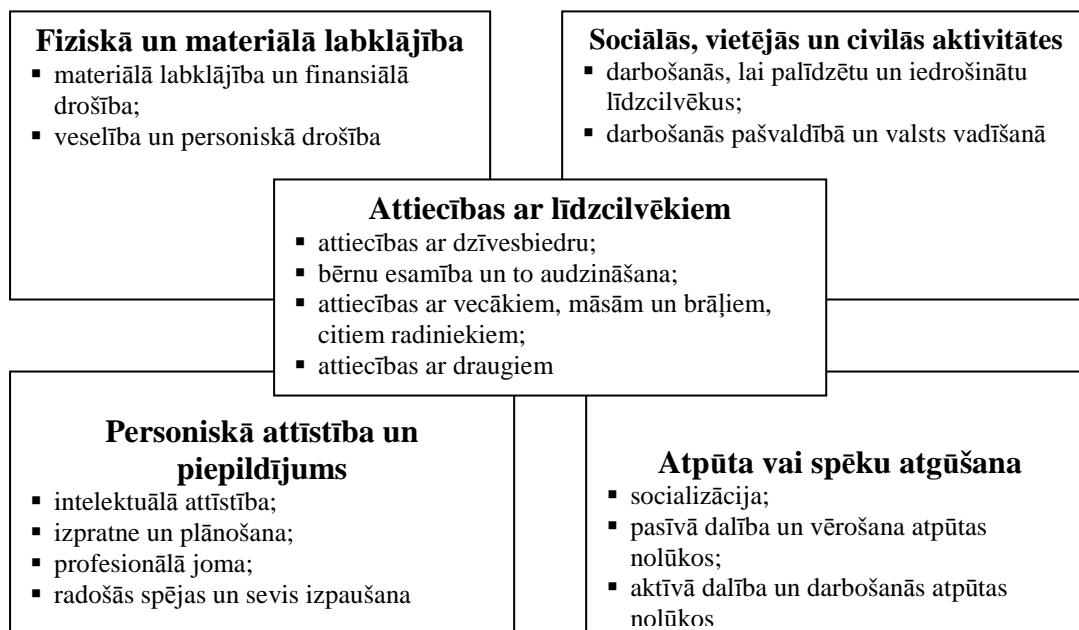 Fiziskā un materiālā labklājība
▪ materiālā labklājība un finansiālā
drošība;
▪ veselība un personiskā drošība
Sociālās, vietējās un civilās aktivitātes
▪ darbošanās, lai palīdzētu un iedrošinātu
līdzcilvēkus;
▪ darbošanās pašvaldībā un valsts vadīšanā
Attiecības ar līdzcilvēkiem
▪ attiecības ar dzīvesbiedru;
▪ bērnu esamība un to audzināšana;
▪ attiecības ar vecākiem, māsām un brāļiem,
citiem radiniekiem;
▪ attiecības ar draugiem
Personiskā attīstība un
piepildījums
▪ intelektuālā attīstība;
▪ izpratne un plānošana;
▪ profesionālā joma;
▪ radošās spējas un sevis izpaušana
Atpūta vai spēku atgūšana
▪ socializācija;
▪ pasīvā dalība un vērošana atpūtas
nolūkos;
▪ aktīvā dalība un darbošanās atpūtas
nolūkos